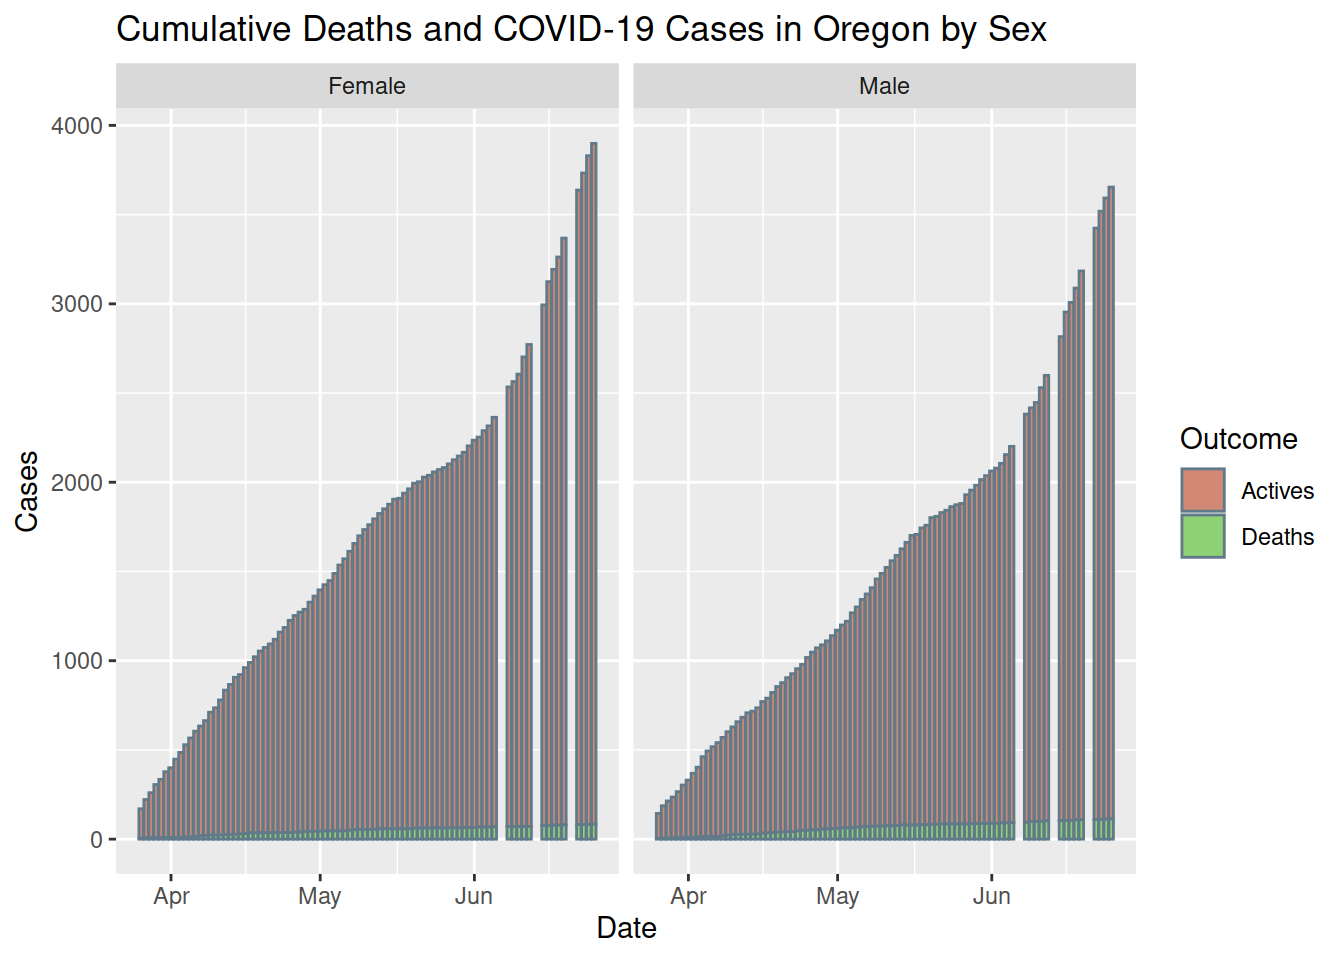 Cumulative Deaths and COVID-19 Cases in Oregon by Sex
Female
Male
4000
3000
2000
1000
0
Cases
Apr
May
Jun
Apr
May
Jun
Date
Outcome
Actives
Deaths